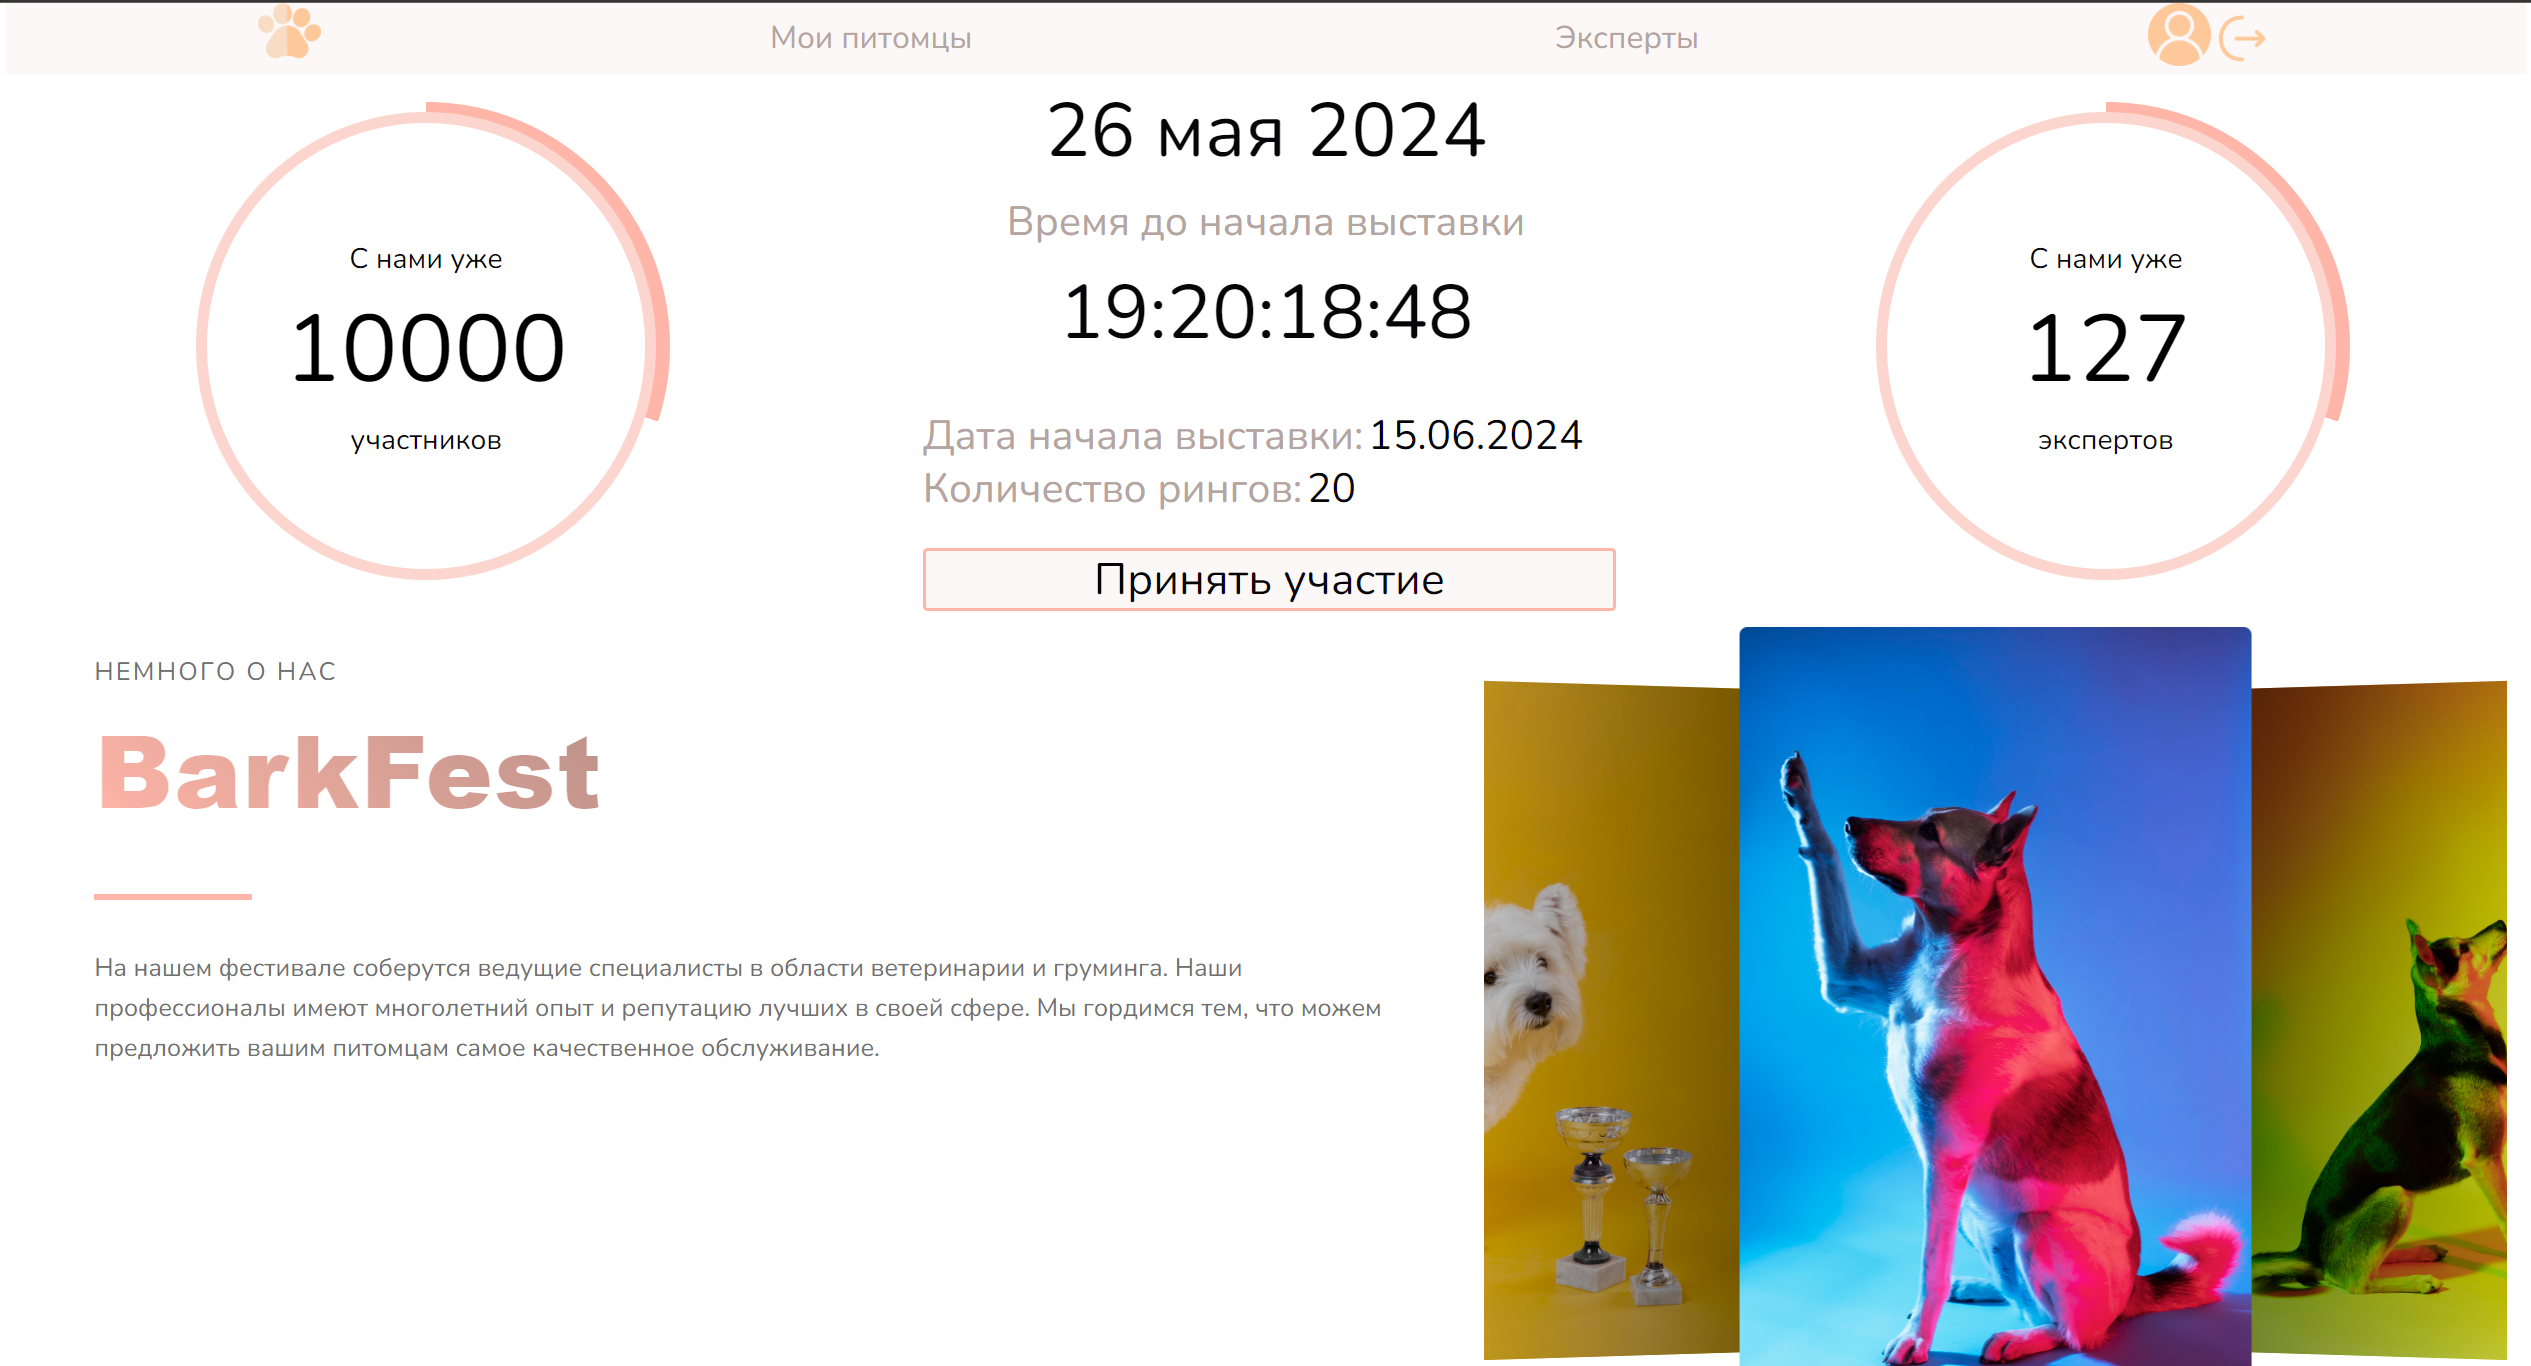 Мои питомцы
Эксперты
С нами уже
10000
участников
26 мая 2024
Время до начала выставки
19:20:18:48
Дата начала выставки: 15.06.2024
Количество рингов: 20
Принять участие
С нами уже
127
экспертов
НЕМНОГО О НАС
BarkFest
На нашем фестивале соберутся ведущие специалисты в области ветеринарии и груминга. Наши
профессионалы имеют многолетний опыт и репутацию лучших в своей сфере. Мы гордимся тем, что можем
предложить вашим питомцам самое качественное обслуживание.